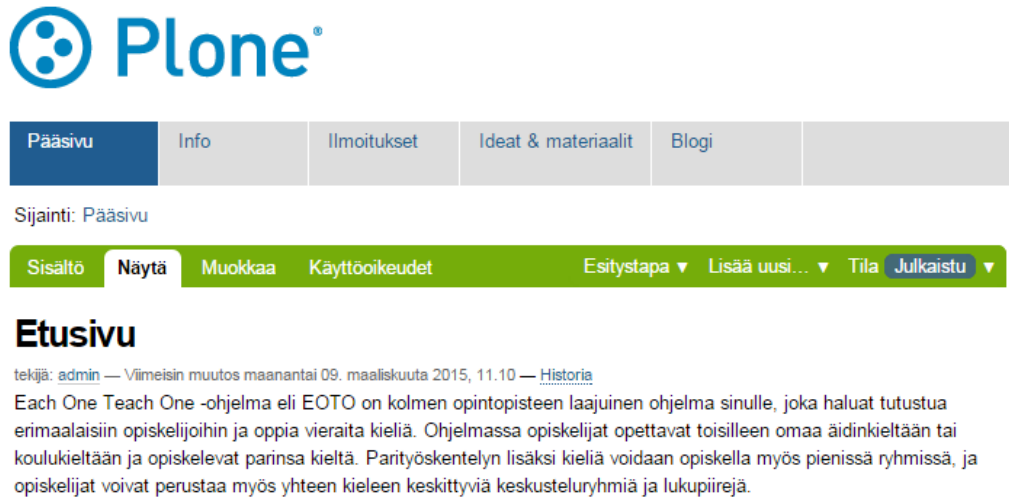 Plone®
Pääsivu Info Ilmoitukset Ideat & materiaalit Blogi
Sijainti: Pääsivu
Sisältö Näytä Muokkaa Käyttöoikeudet Esitystapa ▼ Lisää uusi... ▼ Tila Julkaistu ▼
Etusivu
tekijä: admin — Viimeisin muutos maanantai 09. maaliskuuta 2015, 11.10 — Historia
Each One Teach One -ohjelma eli EOTO on kolmen opintopisteen laajuinen ohjelma sinulle, joka haluat tutustua
erimaalaisiin opiskelijoihin ja oppia vieraita kieliä. Ohjelmassa opiskelijat opettavat toisilleen omaa äidinkieltään tai
koulukieltään ja opiskelevat parinsa kieltä. Parityöskentelyn lisäksi kieliä voidaan opiskella myös pienissä ryhmissä, ja
opiskelijat voivat perustaa myös yhteen kieleen keskittyviä keskusteluryhmiä ja lukupiirejä.